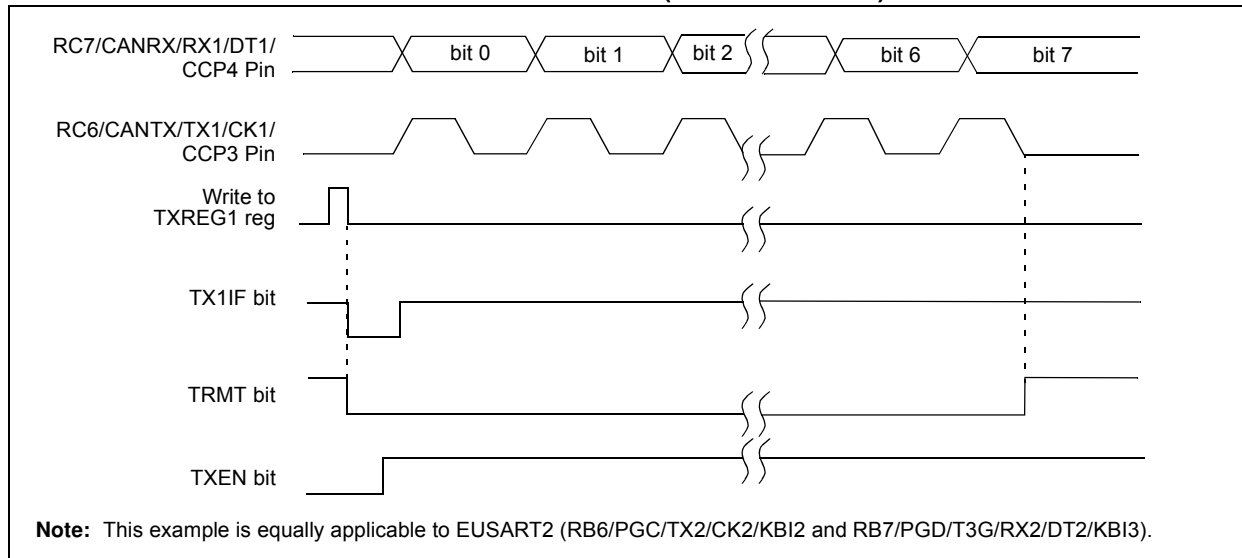 RC7/CANRX/RX1/DT1/
CCP4 Pin
bit 0
bit 1
bit 2
bit 6
bit 7
RC6/CANTX/TX1/CK1/
CCP3 Pin
Write to
TXREG1 reg
TX1IF bit
TRMT bit
TXEN bit
Note: This example is equally applicable to EUSART2 (RB6/PGC/TX2/CK2/KBI2 and RB7/PGD/T3G/RX2/DT2/KBI3).